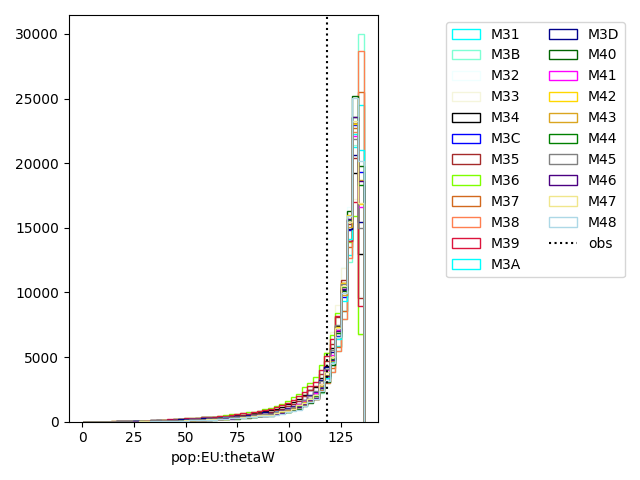 30000
25000
20000
15000
10000
5000
0
0 25 50 75 100 125
pop:EU:thetaW
M31 M3D
M3B M40
M32 M41
M33 M42
M34 M43
M3C M44
M35 M45
M36 M46
M37 M47
M38 M48
M39 obs
M3A